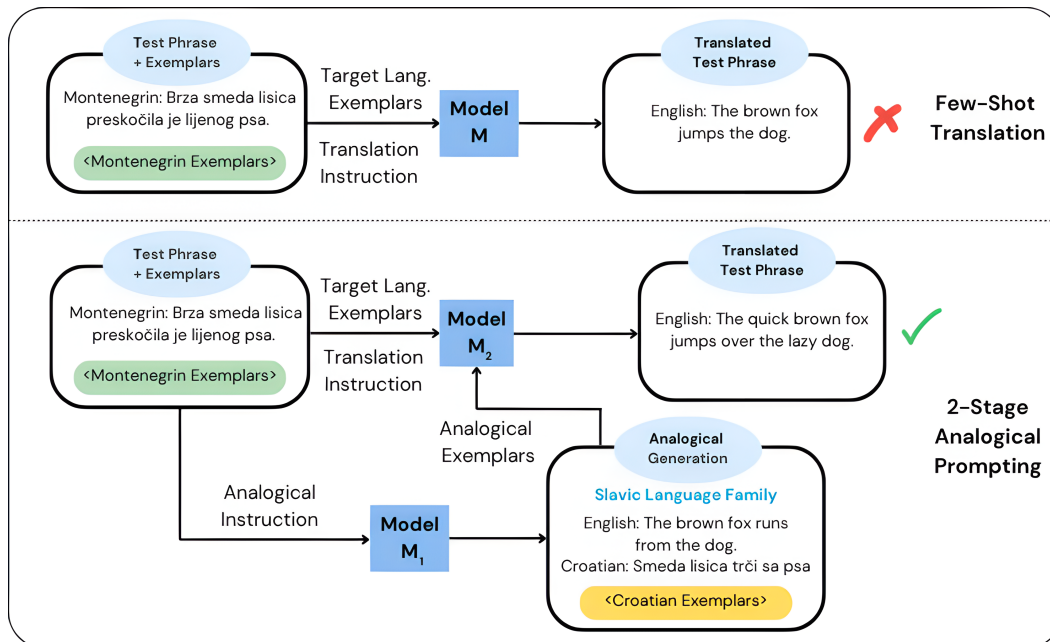 Test Phrase
+ Exemplars
Montenegrin: Brza smeda lisica
preskočila je lijenog psa.
<Montenegrin Exemplars>
Target Lang.
Exemplars
Translation
Instruction
Model
M
Translated
Test Phrase
English: The brown fox
jumps the dog.
Few-Shot
Translation
Test Phrase
+ Exemplars
Montenegrin: Brza smeda lisica
preskočila je lijenog psa.
<Montenegrin Exemplars>
Target Lang.
Exemplars
Translation
Instruction
Model
M2
Translated
Test Phrase
English: The quick brown fox
jumps over the lazy dog.
2-Stage
Analogical
Prompting
Analogical
Exemplars
Analogical
Instruction
Model
M1
Analogical
Generation
Slavic Language Family
English: The brown fox runs
from the dog.
Croatian: Smeda lisica trči sa psa
<Croatian Exemplars>